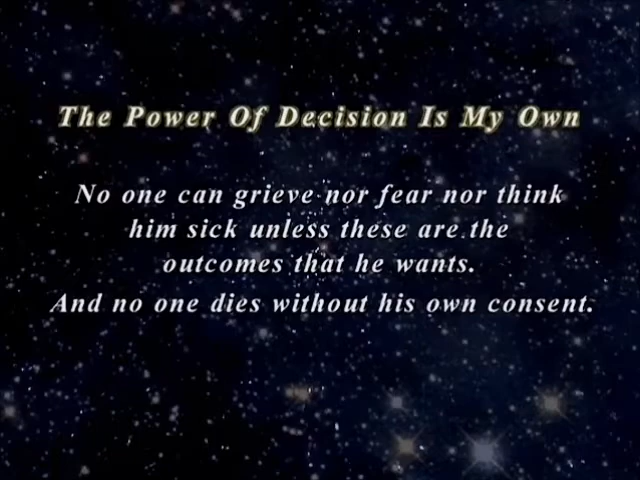 The Power Of Decision Is My Own
No one can grieve nor fear nor think
him sick unless these are the
outcomes that he wants.
And no one dies without his own consent.